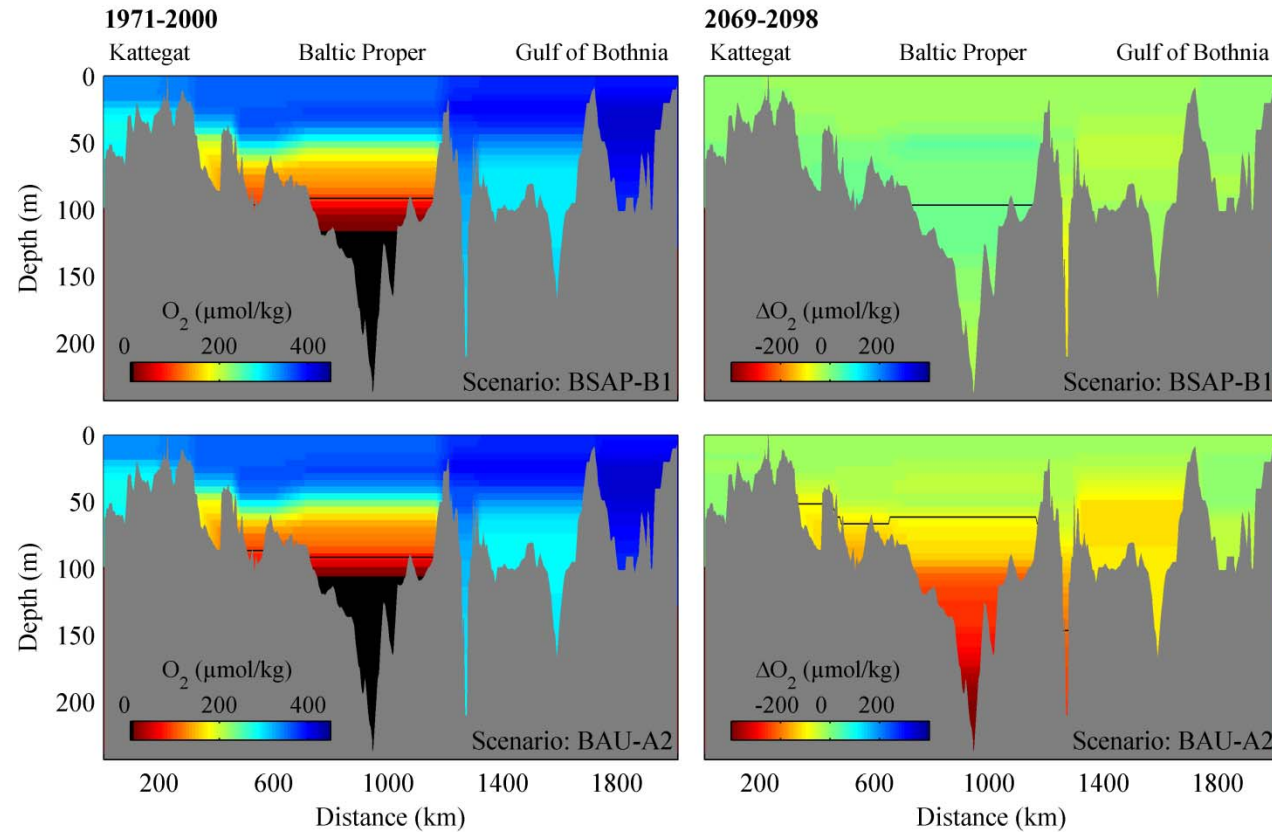 1971-2000
Kattegat Baltic Proper Gulf of Bothnia
0
50
100
150
200
Depth (m)
O2 (µmol/kg)
0 200 400
Scenario: BSAP-B1
2069-2098
Kattegat Baltic Proper Gulf of Bothnia
ΔO2 (µmol/kg)
-200 0 200
Scenario: BSAP-B1
0
50
100
150
200
Depth (m)
O2 (µmol/kg)
0 200 400
Scenario: BAU-A2
200 600 1000 1400 1800
Distance (km)
ΔO2 (µmol/kg)
-200 0 200
Scenario: BAU-A2
200 600 1000 1400 1800
Distance (km)